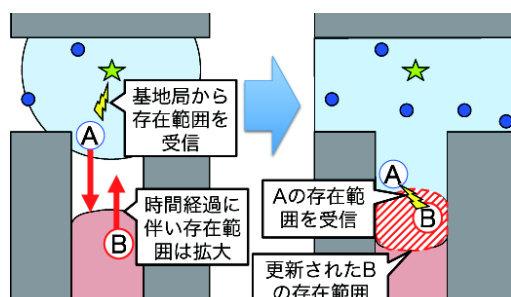 基地局から
存在範囲を
受信
A
時間経過に
伴い存在範
囲は拡大
B
Aの存在範
囲を受信
A
B
更新されたB
の存在範囲